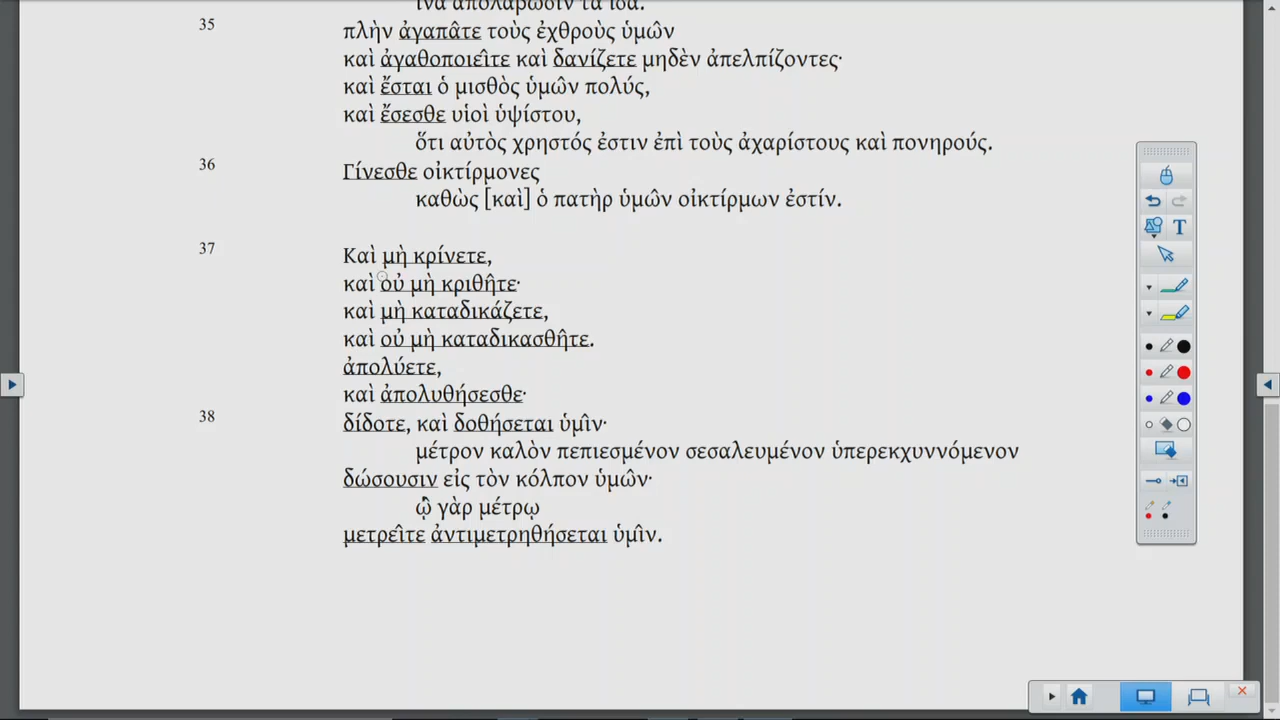 ἵνα ἀπολάβωσιν τὰ ἴσα.
35 πλὴν ἀγαπᾶτε τοὺς ἐχθροὺς ὑμῶν
καὶ ἀγαθοποιεῖτε καὶ δανίζετε μηδὲν ἀπελπίζοντες·
καὶ ἔσται ὁ μισθὸς ὑμῶν πολύς,
καὶ ἔσεσθε υἱοὶ ὑψίστου,
ὅτι αὐτὸς χρηστός ἐστιν ἐπὶ τοὺς ἀχαρίστους καὶ πονηρούς.
36 Γίνεσθε οἰκτίρμονες
καθὼς [καὶ] ὁ πατὴρ ὑμῶν οἰκτίρμων ἐστίν.
37 Καὶ μὴ κρίνετε,
καὶ οὐ μὴ κριθῆτε·
καὶ μὴ καταδικάζετε,
καὶ οὐ μὴ καταδικασθῆτε.
ἀπολύετε,
καὶ ἀπολυθήσεσθε·
38 δίδοτε, καὶ δοθήσεται ὑμῖν·
μέτρον καλὸν πεπιεσμένον σεσαλευμένον ὑπερεκχυννόμενον
δώσουσιν εἰς τὸν κόλπον ὑμῶν·
ᾧ γὰρ μέτρῳ
μετρεῖτε ἀντιμετρηθήσεται ὑμῖν.
T